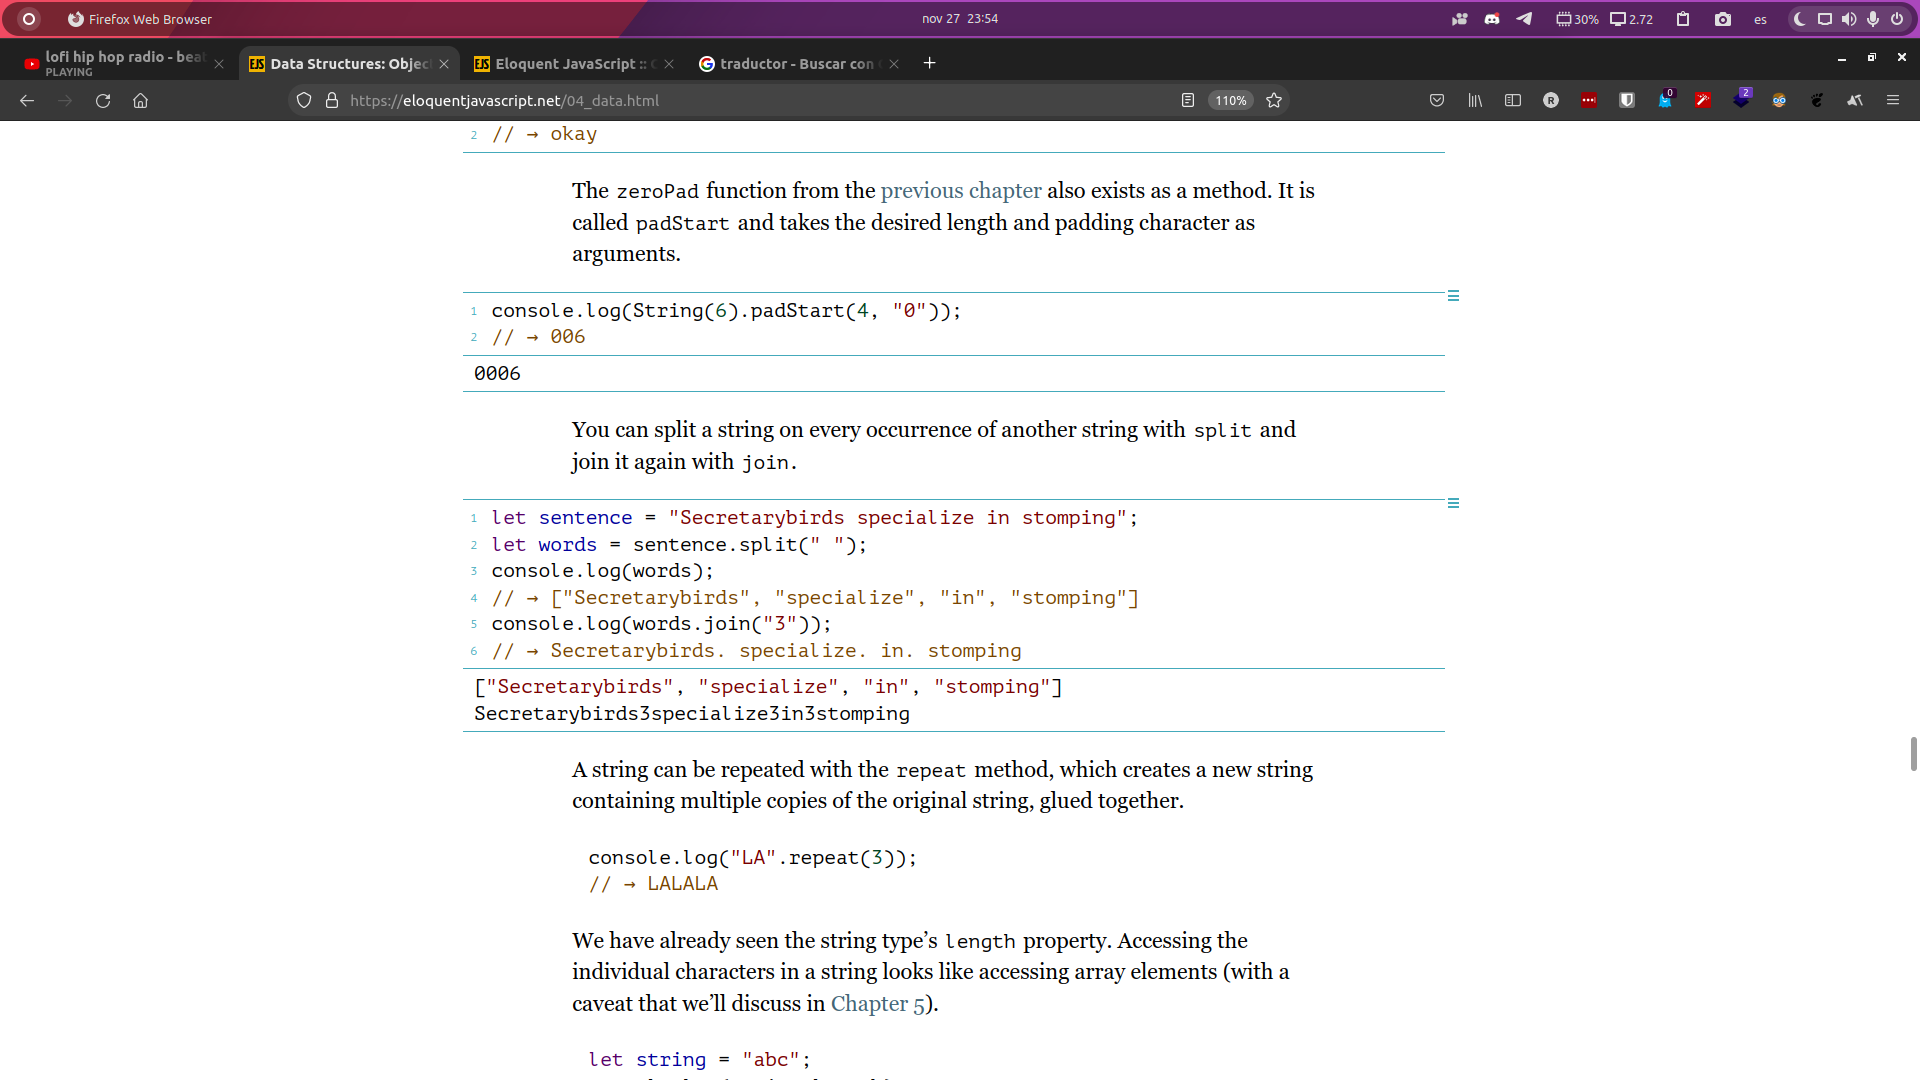 Firefox Web Browser
nov 27 23:54
30%
2.72
es
lofi hip hop radio - beat
PLAYING
EJS Data Structures: Objec
EJS Eloquent JavaScript ::
traductor - Buscar con
https://eloquentjavascript.net/04_data.html
110%
0
2
2 // → okay
The zeroPad function from the previous chapter also exists as a method. It is
called padStart and takes the desired length and padding character as
arguments.
1 console.log(String(6).padStart(4, "0"));
2 // → 006
0006
You can split a string on every occurrence of another string with split and
join it again with join.
1 let sentence = "Secretarybirds specialize in stomping";
2 let words = sentence.split(" ");
3 console.log(words);
4 // → ["Secretarybirds", "specialize", "in", "stomping"]
5 console.log(words.join("3"));
6 // → Secretarybirds. specialize. in. stomping
["Secretarybirds", "specialize", "in", "stomping"]
Secretarybirds3specialize3in3stomping
A string can be repeated with the repeat method, which creates a new string
containing multiple copies of the original string, glued together.
console.log("LA".repeat(3));
// → LALALA
We have already seen the string type’s length property. Accessing the
individual characters in a string looks like accessing array elements (with a
caveat that we’ll discuss in Chapter 5).
let string = "abc";